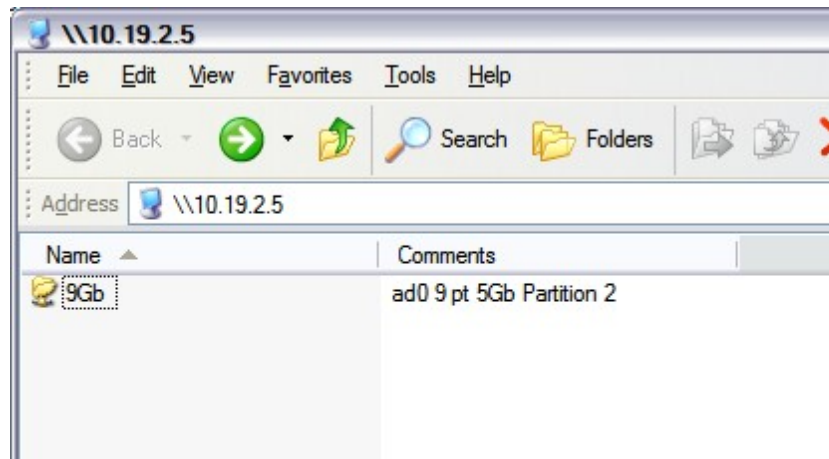 \\10.19.2.5
File Edit View Favorites Tools Help
Back Search Folders
Address \\10.19.2.5
Name Comments
9Gb ad0 9 pt 5Gb Partition 2